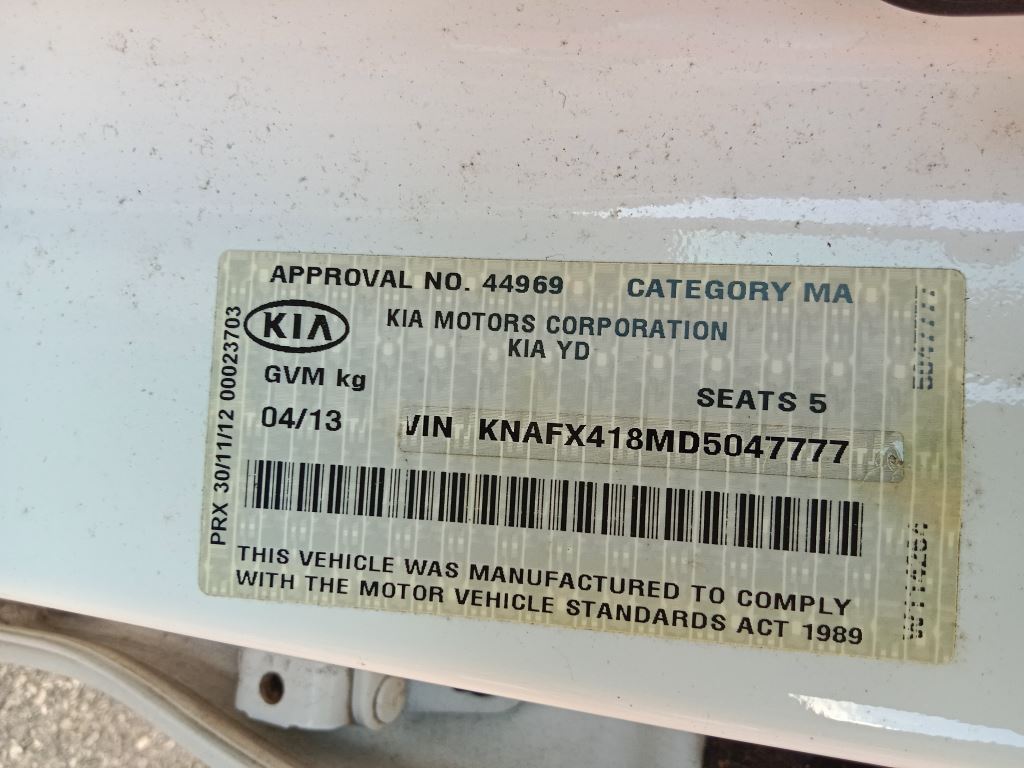 APPROVAL NO. 44969 CATEGORY MA
KIA KIA MOTORS CORPORATION
KIA YD
GVM kg
SEATS 5
04/13
VIN KNAFX418MD5047777
THIS VEHICLE WAS MANUFACTURED TO COMPLY
WITH THE MOTOR VEHICLE STANDARDS ACT 1989
PRX 30/11/12 00023703
5047777